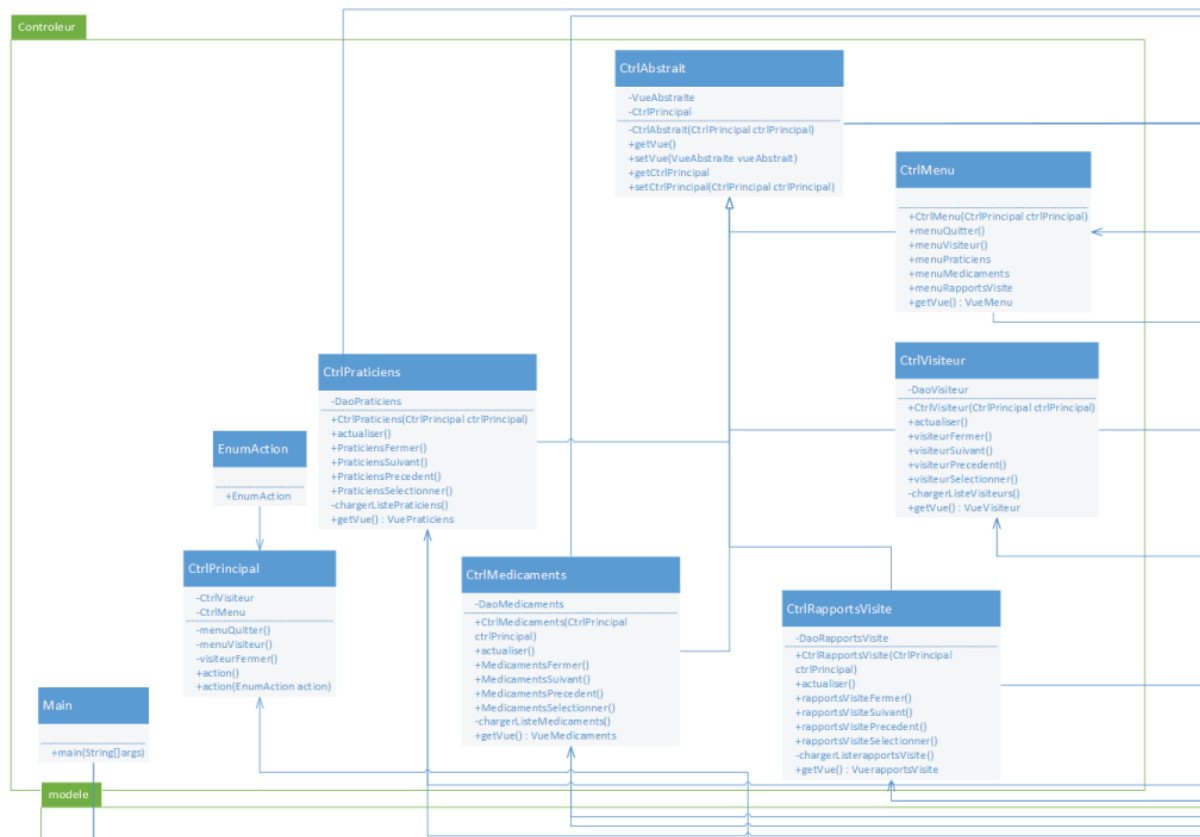 Controleur
CtrlAbstrait
-VueAbstraite
-CtrlPrincipal
-CtrlAbstrait(CtrlPrincipal ctrlPrincipal)
+getVue()
+setVue(VueAbstraite vueAbstrait)
+getCtrlPrincipal
+setCtrlPrincipal(CtrlPrincipal ctrlPrincipal)
CtrlMenu
+CtrlMenu(CtrlPrincipal ctrlPrincipal)
+menuQuitter()
+menuVisiteur()
+menuPraticiens
+menuMedicaments
+menuRapportsVisite
+getVue() : VueMenu
CtrlPraticiens
-DaoPraticiens
+CtrlPraticiens(CtrlPrincipal ctrlPrincipal)
+actualiser()
+PraticiensFermer()
+PraticiensSuivant()
+PraticiensPrecedent()
+PraticiensSelectionner()
-chargerListePraticiens()
+getVue() : VuePraticiens
CtrlVisiteur
-DaoVisiteur
+CtrlVisiteur(CtrlPrincipal ctrlPrincipal)
+actualiser()
+visiteurFermer()
+visiteurSuivant()
+visiteurPrecedent()
+visiteurSelectionner()
-chargerListeVisiteurs()
+getVue() : VueVisiteur
EnumAction
+EnumAction
CtrlPrincipal
-CtrlVisiteur
-CtrlMenu
-menuQuitter()
-menuVisiteur()
-visiteurFermer()
+action()
+action(EnumAction action)
CtrlMedicaments
-DaoMedicaments
+CtrlMedicaments(CtrlPrincipal
ctrlPrincipal)
+actualiser()
+MedicamentsFermer()
+MedicamentsSuivant()
+MedicamentsPrecedent()
+MedicamentsSelectionner()
-chargerListeMedicaments()
+getVue() : VueMedicaments
CtrlRapportsVisite
-DaoRapportsVisite
+CtrlRapportsVisite(CtrlPrincipal
ctrlPrincipal)
+actualiser()
+rapportsVisiteFermer()
+rapportsVisiteSuivant()
+rapportsVisitePrecedent()
+rapportsVisiteSelectionner()
-chargerListerapportsVisite()
+getVue() : VuerapportsVisite
Main
+main(String[]args)
modele